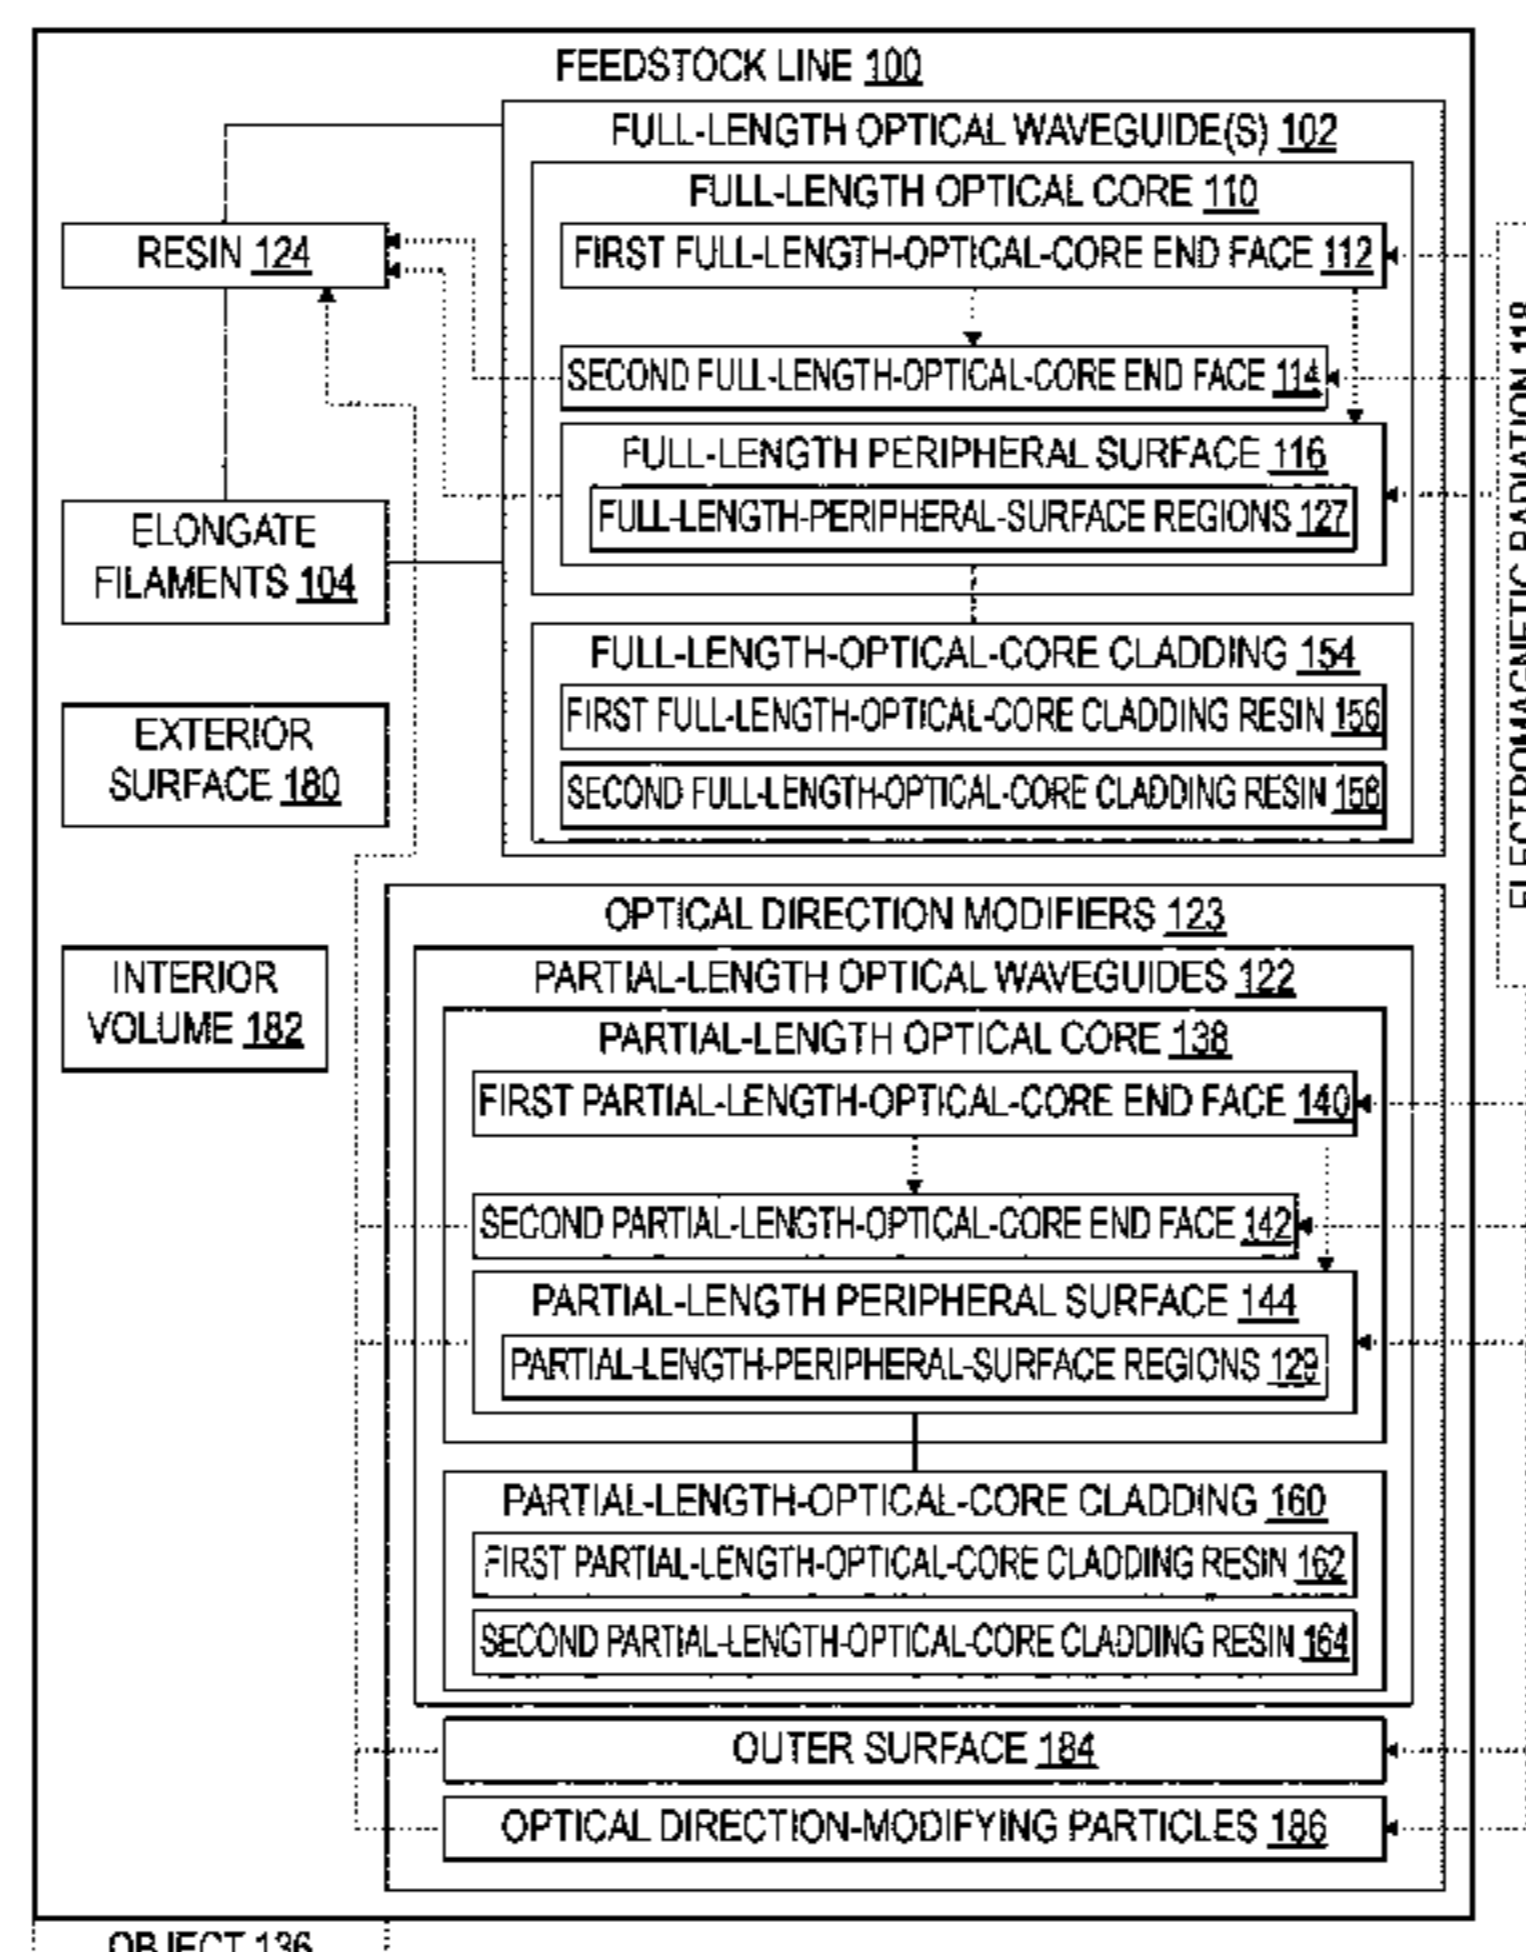 FEEDSTOCK LINE 100
FULL-LENGTH OPTICAL WAVEGUIDE(S) 102
FULL-LENGTH OPTICAL CORE 110
FIRST FULL-LENGTH-OPTICAL-CORE END FACE 112
SECOND FULL-LENGTH-OPTICAL-CORE END FACE 114
FULL-LENGTH PERIPHERAL SURFACE 116
FULL-LENGTH-PERIPHERAL-SURFACE REGIONS 127
FULL-LENGTH-OPTICAL-CORE CLADDING 154
FIRST FULL-LENGTH-OPTICAL-CORE CLADDING RESIN 156
SECOND FULL-LENGTH-OPTICAL-CORE CLADDING RESIN 158
RESIN 124
ELONGATE
FILAMENTS 104
EXTERIOR
SURFACE 180
INTERIOR
VOLUME 182
OPTICAL DIRECTION MODIFIERS 123
PARTIAL-LENGTH OPTICAL WAVEGUIDES 122
PARTIAL-LENGTH OPTICAL CORE 138
FIRST PARTIAL-LENGTH-OPTICAL-CORE END FACE 140
SECOND PARTIAL-LENGTH-OPTICAL-CORE END FACE 142
PARTIAL-LENGTH PERIPHERAL SURFACE 144
PARTIAL-LENGTH-PERIPHERAL-SURFACE REGIONS 129
PARTIAL-LENGTH-OPTICAL-CORE CLADDING 160
FIRST PARTIAL-LENGTH-OPTICAL-CORE CLADDING RESIN 162
SECOND PARTIAL-LENGTH-OPTICAL-CORE CLADDING RESIN 164
OUTER SURFACE 184
OPTICAL DIRECTION-MODIFYING PARTICLES 186
ELECTROMAGNETIC RADIATION 118
OBJECT 136